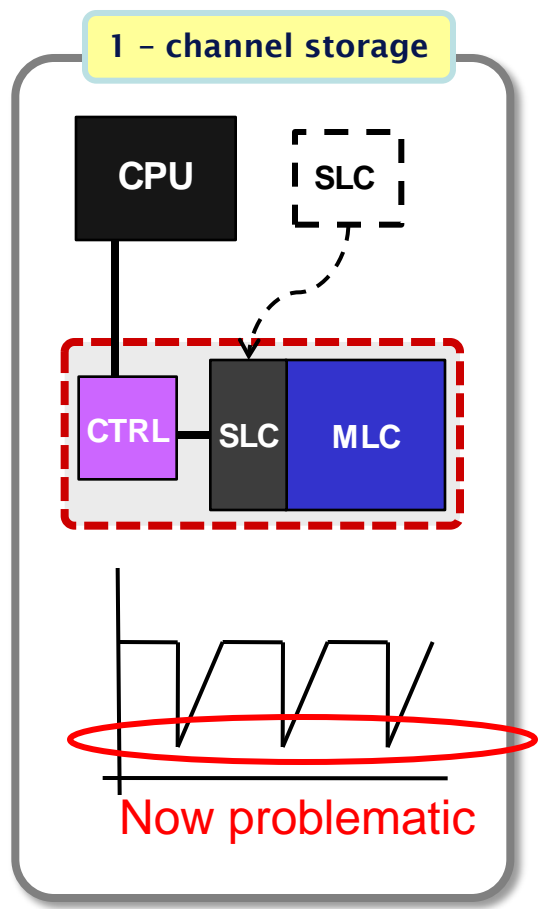 1 – channel storage
CPU
SLC
CTRL
SLC
MLC
Now problematic